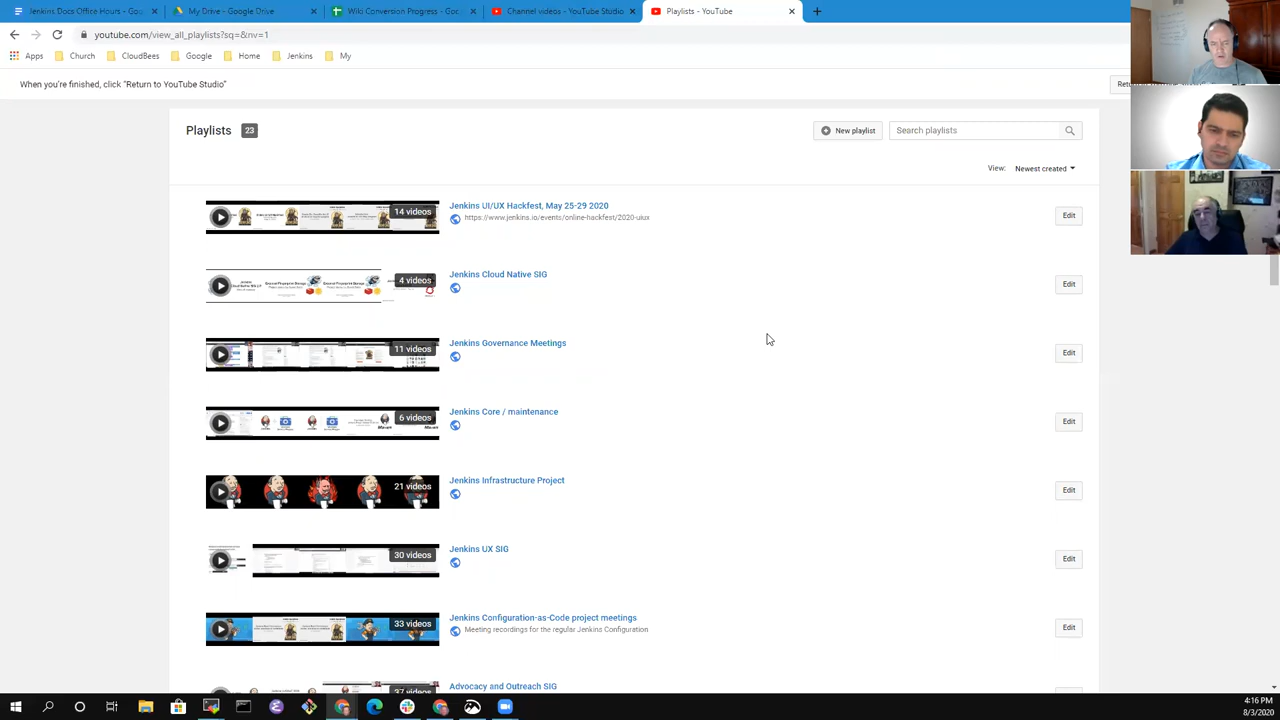 Jenkins Docs Office Hours - Goo
My Drive - Google Drive
Wiki Conversion Progress - Goo
Channel videos - YouTube Studio
Playlists - YouTube
youtube.com/view_all_playlists?sq=&nv=1
Apps
Church
CloudBees
Google
Home
Jenkins
My
When you're finished, click "Return to YouTube Studio"
Playlists 23
New playlist
Search playlists
View: Newest created
14 videos
Jenkins UI/UX Hackfest, May 25-29 2020
https://www.jenkins.io/events/online-hackfest/2020-uiux
Edit
4 videos
Jenkins Cloud Native SIG
Edit
11 videos
Jenkins Governance Meetings
Edit
6 videos
Jenkins Core / maintenance
Edit
21 videos
Jenkins Infrastructure Project
Edit
30 videos
Jenkins UX SIG
Edit
33 videos
Jenkins Configuration-as-Code project meetings
Meeting recordings for the regular Jenkins Configuration
Edit
37 videos
Advocacy and Outreach SIG
4:16 PM
8/3/2020